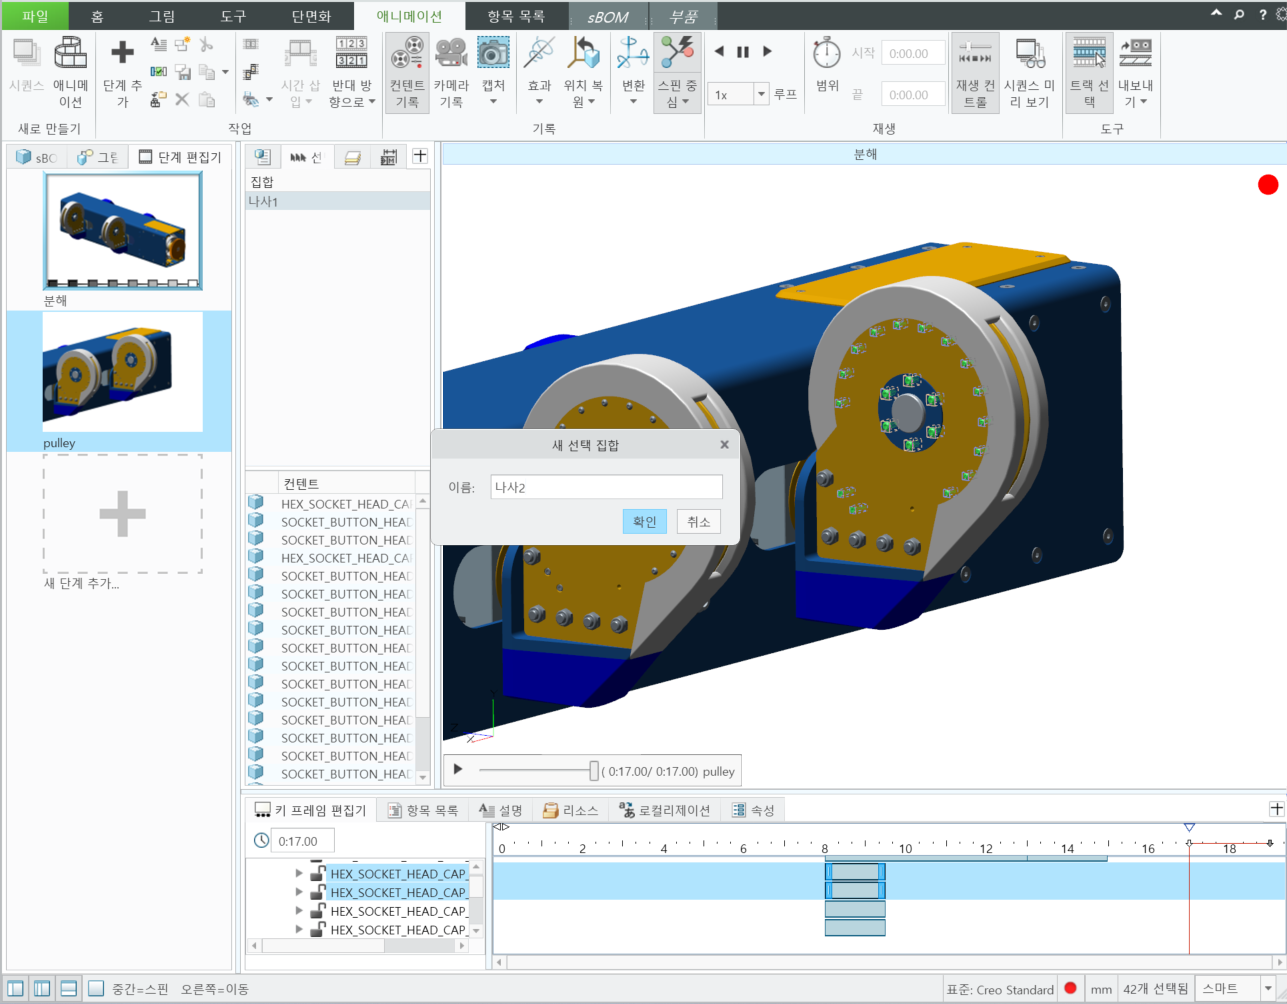 파일 홈 그림 도구 단면화 애니메이션 항목 목록 sBOM 부품
시퀀스
애니메이션
단계 추가
시간 삽입
반대 방향으로
컨텐트 기록
카메라 기록
캡처
효과
위치 복원
변환
스핀 중심
1x
루프
범위
시작 0:00.00
끝 0:00.00
재생 컨트롤
시퀀스 미리 보기
트랙 선택
내보내기
새로 만들기 작업 기록 재생 도구
sBO 그림 단계 편집기
선
분해
집합
나사1
분해
pulley
새 단계 추가...
새 선택 집합
이름: 나사2
확인 취소
컨텐트
HEX_SOCKET_HEAD_CA
SOCKET_BUTTON_HEAD
SOCKET_BUTTON_HEAD
HEX_SOCKET_HEAD_CA
SOCKET_BUTTON_HEAD
SOCKET_BUTTON_HEAD
SOCKET_BUTTON_HEAD
SOCKET_BUTTON_HEAD
SOCKET_BUTTON_HEAD
SOCKET_BUTTON_HEAD
SOCKET_BUTTON_HEAD
SOCKET_BUTTON_HEAD
SOCKET_BUTTON_HEAD
SOCKET_BUTTON_HEAD
SOCKET_BUTTON_HEAD
SOCKET_BUTTON_HEAD
( 0:17.00/ 0:17.00) pulley
키 프레임 편집기 항목 목록 설명 리소스 로컬리제이션 속성
0:17.00
0 2 4 6 8 10 12 14 16 18
HEX_SOCKET_HEAD_CAP_
HEX_SOCKET_HEAD_CAP_
HEX_SOCKET_HEAD_CAP_
HEX_SOCKET_HEAD_CAP_
중간=스핀 오른쪽=이동 표준: Creo Standard mm 42개 선택됨 스마트